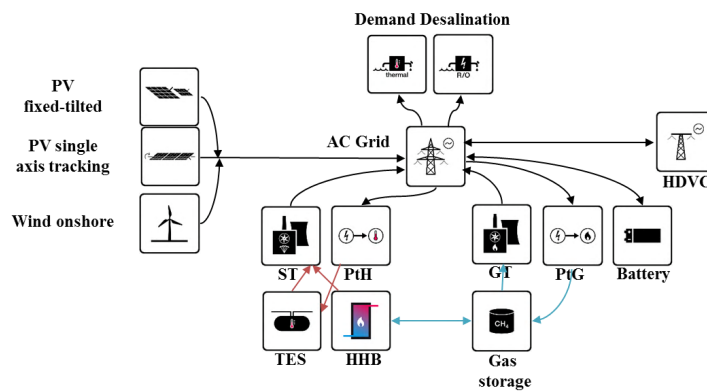 Demand Desalination
thermal
R/O
PV
fixed-tilted
AC Grid
PV single
axis tracking
HDVC
Wind onshore
ST
PtH
GT
PtG
Battery
CH₄
TES
HHB
Gas
storage